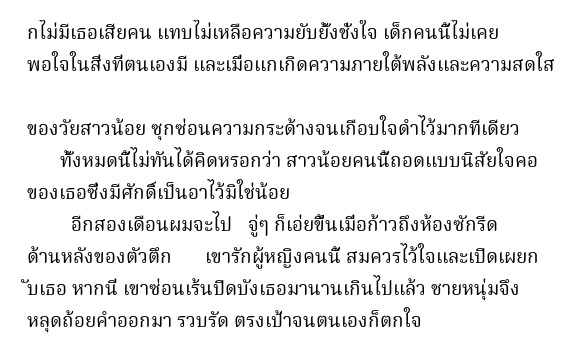 กไม่มีเธอเสียคน แทบไม่เหลือความยับยั้งชั่งใจ เด็กคนนี้ไม่เคย
พอใจในสิ่งที่ตนเองมี และเมื่อแกเกิดความภายใต้พลังและความสดใส
ของวัยสาวน้อย ซุกซ่อนความกระด้างจนเกือบใจดำไว้มากทีเดียว
ทั้งหมดนี้ไม่ทันได้คิดหรอกว่า สาวน้อยคนนี้ถอดแบบนิสัยใจคอ
ของเธอซึ่งมีศักดิ์เป็นอาไว้มิใช่น้อย
อีกสองเดือนผมจะไป จู่ๆ ก็เอ่ยขึ้นเมื่อก้าวถึงห้องซักรีด
ด้านหลังของตัวตึก เขารักผู้หญิงคนนี้ สมควรไว้ใจและเปิดเผยก
ับเธอ หากนี่ เขาซ่อนเร้นปิดบังเธอมานานเกินไปแล้ว ชายหนุ่มจึง
หลุดถ้อยคำออกมา รวบรัด ตรงเป้าจนตนเองก็ตกใจ